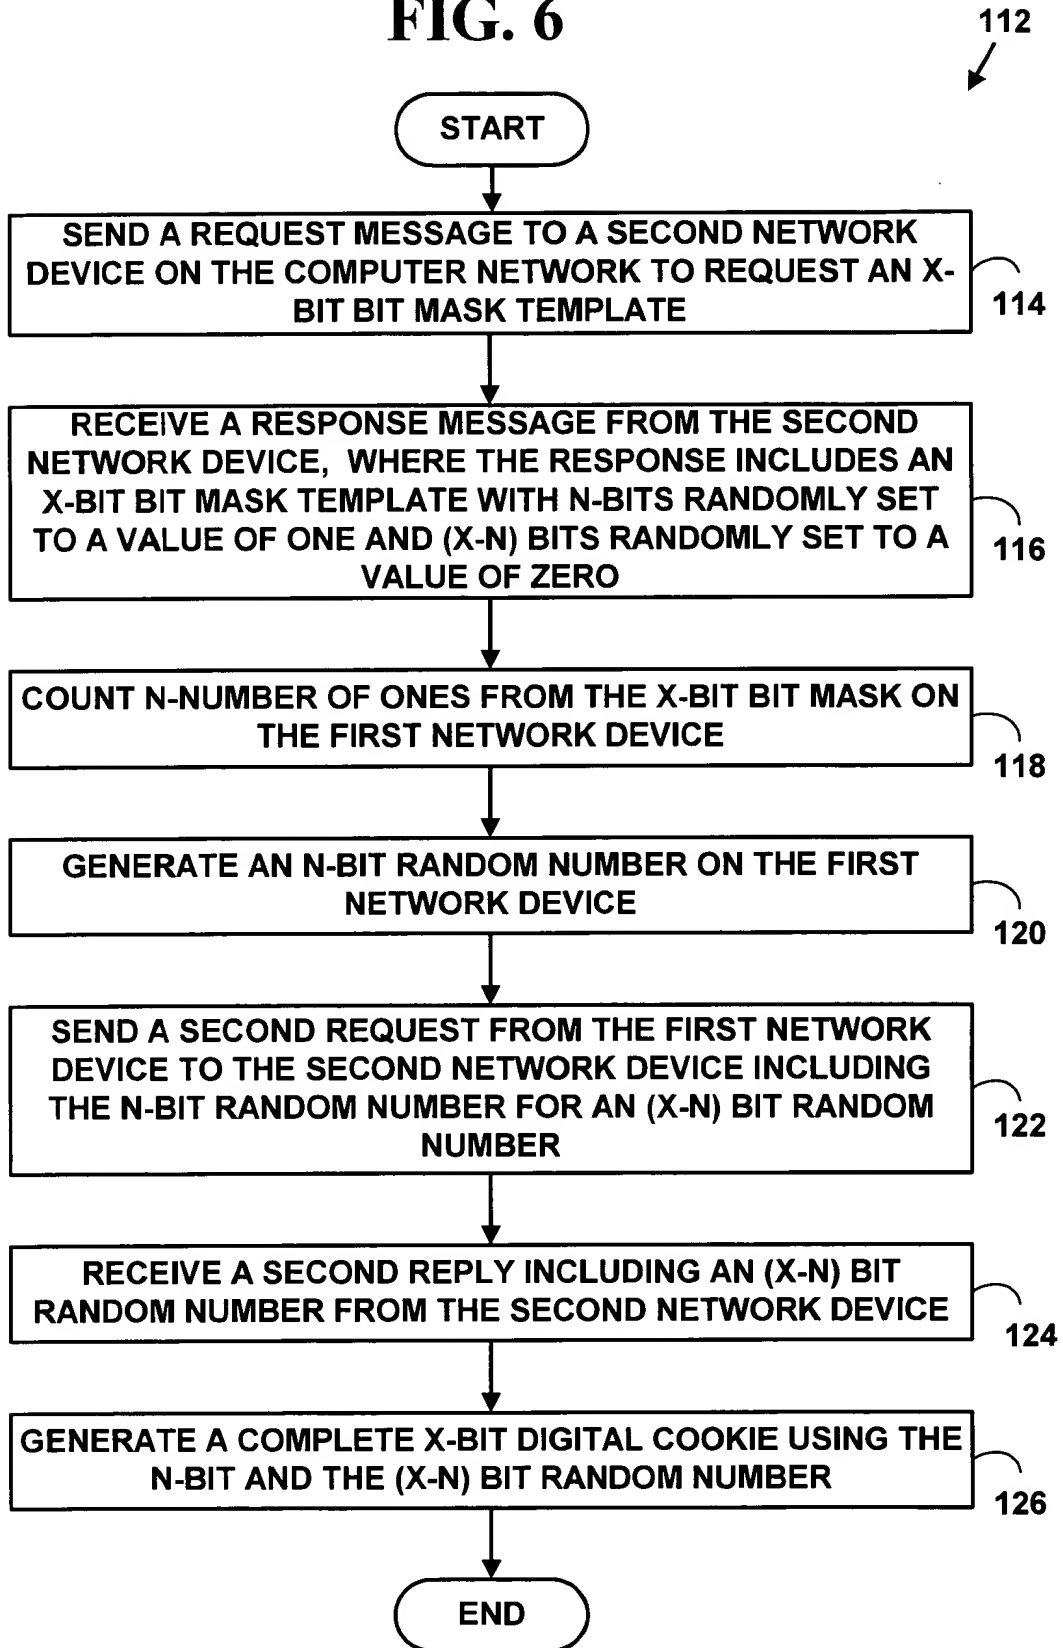 FIG. 6
112
START
SEND A REQUEST MESSAGE TO A SECOND NETWORK
DEVICE ON THE COMPUTER NETWORK TO REQUEST AN X-
BIT BIT MASK TEMPLATE
114
RECEIVE A RESPONSE MESSAGE FROM THE SECOND
NETWORK DEVICE, WHERE THE RESPONSE INCLUDES AN
X-BIT BIT MASK TEMPLATE WITH N-BITS RANDOMLY SET
TO A VALUE OF ONE AND (X-N) BITS RANDOMLY SET TO A
VALUE OF ZERO
116
COUNT N-NUMBER OF ONES FROM THE X-BIT BIT MASK ON
THE FIRST NETWORK DEVICE
118
GENERATE AN N-BIT RANDOM NUMBER ON THE FIRST
NETWORK DEVICE
120
SEND A SECOND REQUEST FROM THE FIRST NETWORK
DEVICE TO THE SECOND NETWORK DEVICE INCLUDING
THE N-BIT RANDOM NUMBER FOR AN (X-N) BIT RANDOM
NUMBER
122
RECEIVE A SECOND REPLY INCLUDING AN (X-N) BIT
RANDOM NUMBER FROM THE SECOND NETWORK DEVICE
124
GENERATE A COMPLETE X-BIT DIGITAL COOKIE USING THE
N-BIT AND THE (X-N) BIT RANDOM NUMBER
126
END